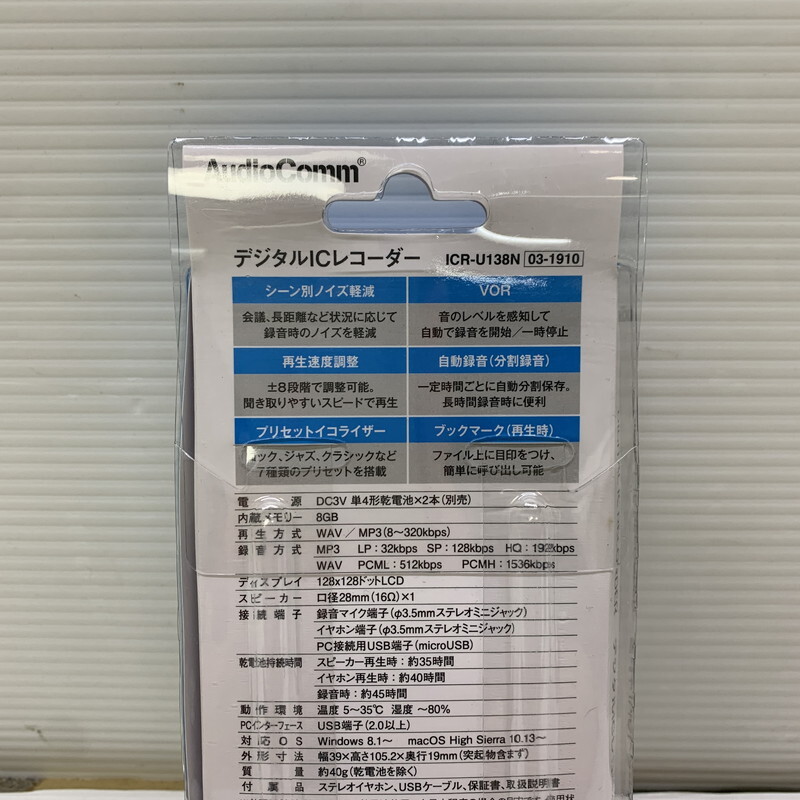 AudioComm®
デジタルICレコーダー ICR-U138N 03-1910
シーン別ノイズ軽減 VOR
会議、長距離など状況に応じて 音のレベルを感知して
録音時のノイズを軽減 自動で録音を開始／一時停止
再生速度調整 自動録音（分割録音）
±8段階で調整可能。 一定時間ごとに自動分割保存。
聞き取りやすいスピードで再生 長時間録音時に便利
プリセットイコライザー ブックマーク（再生時）
ロック、ジャズ、クラシックなど ファイル上に目印をつけ、
7種類のプリセットを搭載 簡単に呼び出し可能
電源 DC3V 単4形乾電池×2本（別売）
内蔵メモリー 8GB
再生方式 WAV ／ MP3（8〜320kbps）
録音方式 MP3 LP：32kbps SP：128kbps HQ：192kbps
WAV PCML：512kbps PCMH：1536kbps
ディスプレイ 128x128ドットLCD
スピーカー 口径28mm（16Ω）×1
接続端子 録音マイク端子（φ3.5mmステレオミニジャック）
イヤホン端子（φ3.5mmステレオミニジャック）
PC接続用USB端子（microUSB）
乾電池持続時間 スピーカー再生時：約35時間
イヤホン再生時：約40時間
録音時：約45時間
動作環境 温度 5〜35℃ 湿度 〜80%
PCインターフェース USB端子（2.0以上）
対応OS Windows 8.1〜 macOS High Sierra 10.13〜
外形寸法 幅39×高さ105.2×奥行19mm（突起物含まず）
質量 約40g（乾電池を除く）
付属品 ステレオイヤホン、USBケーブル、保証書、取扱説明書